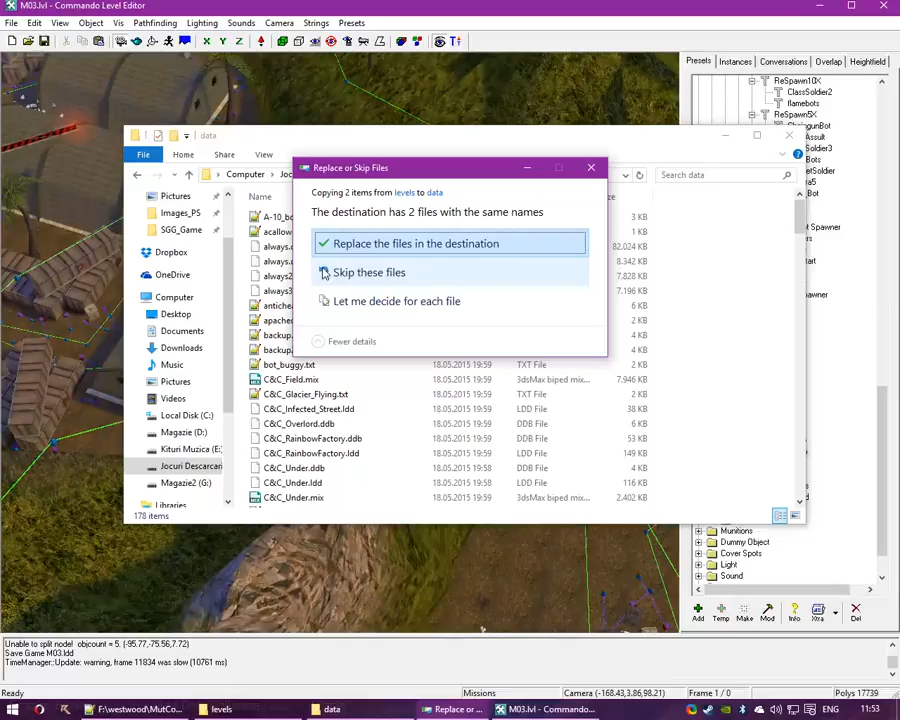 M03.lvl - Commando Level Editor
File Edit View Object Vis Pathfinding Lighting Sounds Camera Strings Presets
X Y Z
Presets Instances Conversations Overlap Heightfield
ReSpawn10X
ClassSoldier2
flamebots
ReSpawn5X
data
File Home Share View
Computer
Search data
Pictures
Images_PS
SGG_Game
Dropbox
OneDrive
Computer
Desktop
Documents
Downloads
Music
Pictures
Videos
Local Disk (C:)
Magazie (D:)
Kituri Muzica (E:
Jocuri Descarcar
Magazie2 (G:)
Libraries
178 items
Name
3 KB
1 KB
82.024 KB
8.342 KB
7.828 KB
7.196 KB
6 KB
2 KB
4 KB
4 KB
bot_buggy.txt 18.05.2015 19:59 TXT File 2 KB
C&C_Field.mix 18.05.2015 19:59 3dsMax biped mix... 7.946 KB
C&C_Glacier_Flying.txt 18.05.2015 19:59 TXT File 2 KB
C&C_Infected_Street.ldd 18.05.2015 19:59 LDD File 38 KB
C&C_Overlord.ddb 18.05.2015 19:59 DDB File 6 KB
C&C_RainbowFactory.ddb 18.05.2015 19:59 DDB File 53 KB
C&C_RainbowFactory.ldd 18.05.2015 19:59 LDD File 149 KB
C&C_Under.ddb 18.05.2015 19:58 DDB File 4 KB
C&C_Under.ldd 18.05.2015 19:58 LDD File 116 KB
C&C_Under.mix 18.05.2015 19:59 3dsMax biped mix... 2.402 KB
Replace or Skip Files
Copying 2 items from levels to data
The destination has 2 files with the same names
Replace the files in the destination
Skip these files
Let me decide for each file
Fewer details
Munitions
Dummy Object
Cover Spots
Light
Sound
Add Temp Make Mod Info Xtra Del
Unable to split node! objcount = 5. (-95.77,-75.56,7.72)
Save Game M03.ldd
TimeManager::Update: warning, frame 11834 was slow (10761 ms)
Ready Missions Camera (-168.43,3.86,98.21) Frame 1 / 0 Polys 17739
F:\westwood\MutCo... levels data Replace or ... M03.lvl - Commando... ENG 11:53